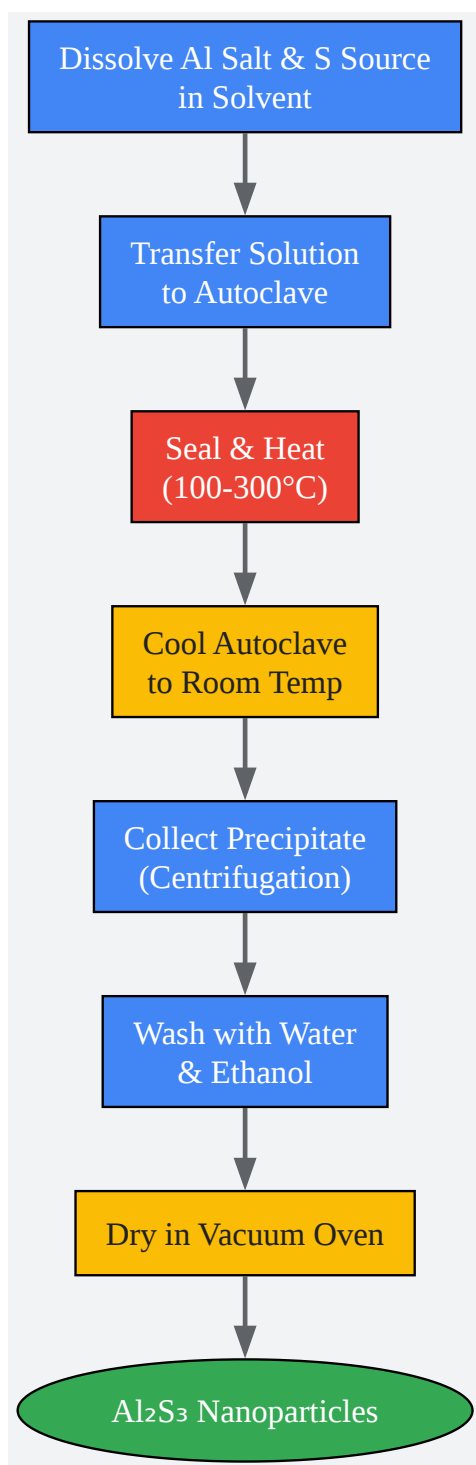 Dissolve Al Salt & S Source
in Solvent
Transfer Solution
to Autoclave
Seal & Heat
(100-300°C)
Cool Autoclave
to Room Temp
Collect Precipitate
(Centrifugation)
Wash with Water
& Ethanol
Dry in Vacuum Oven
Al₂S₃ Nanoparticles